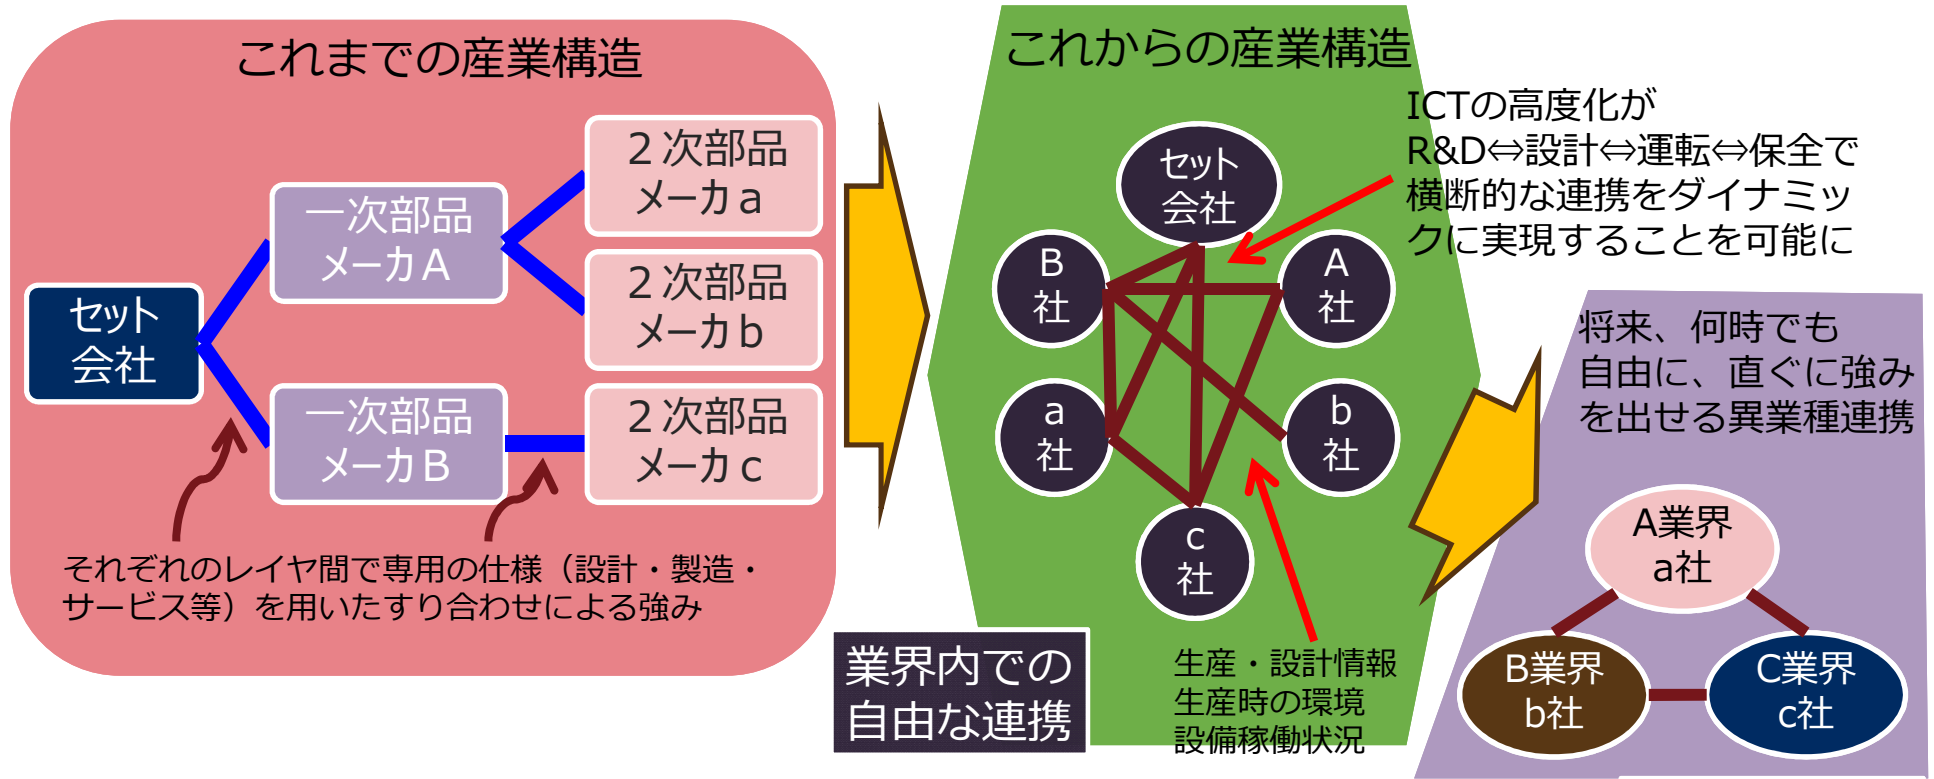 これまでの産業構造
セット
会社
一次部品
メーカA
一次部品
メーカB
２次部品
メーカa
２次部品
メーカb
２次部品
メーカc
それぞれのレイヤ間で専用の仕様（設計・製造・
サービス等）を用いたすり合わせによる強み
これからの産業構造
セット
会社
B
社
A
社
a
社
b
社
c
社
ICTの高度化が
R&D⇔設計⇔運転⇔保全で
横断的な連携をダイナミッ
クに実現することを可能に
業界内での
自由な連携
生産・設計情報
生産時の環境
設備稼働状況
将来、何時でも
自由に、直ぐに強み
を出せる異業種連携
A業界
a社
B業界
b社
C業界
c社